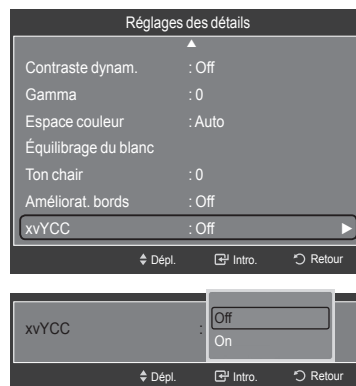 Réglages des détails
Contraste dynam. : Off
Gamma : 0
Espace couleur : Auto
Équilibrage du blanc
Ton chair : 0
Améliorat. bords : Off
xvYCC : Off
Dépl. Intro. Retour
xvYCC : Off
On
Dépl. Intro. Retour